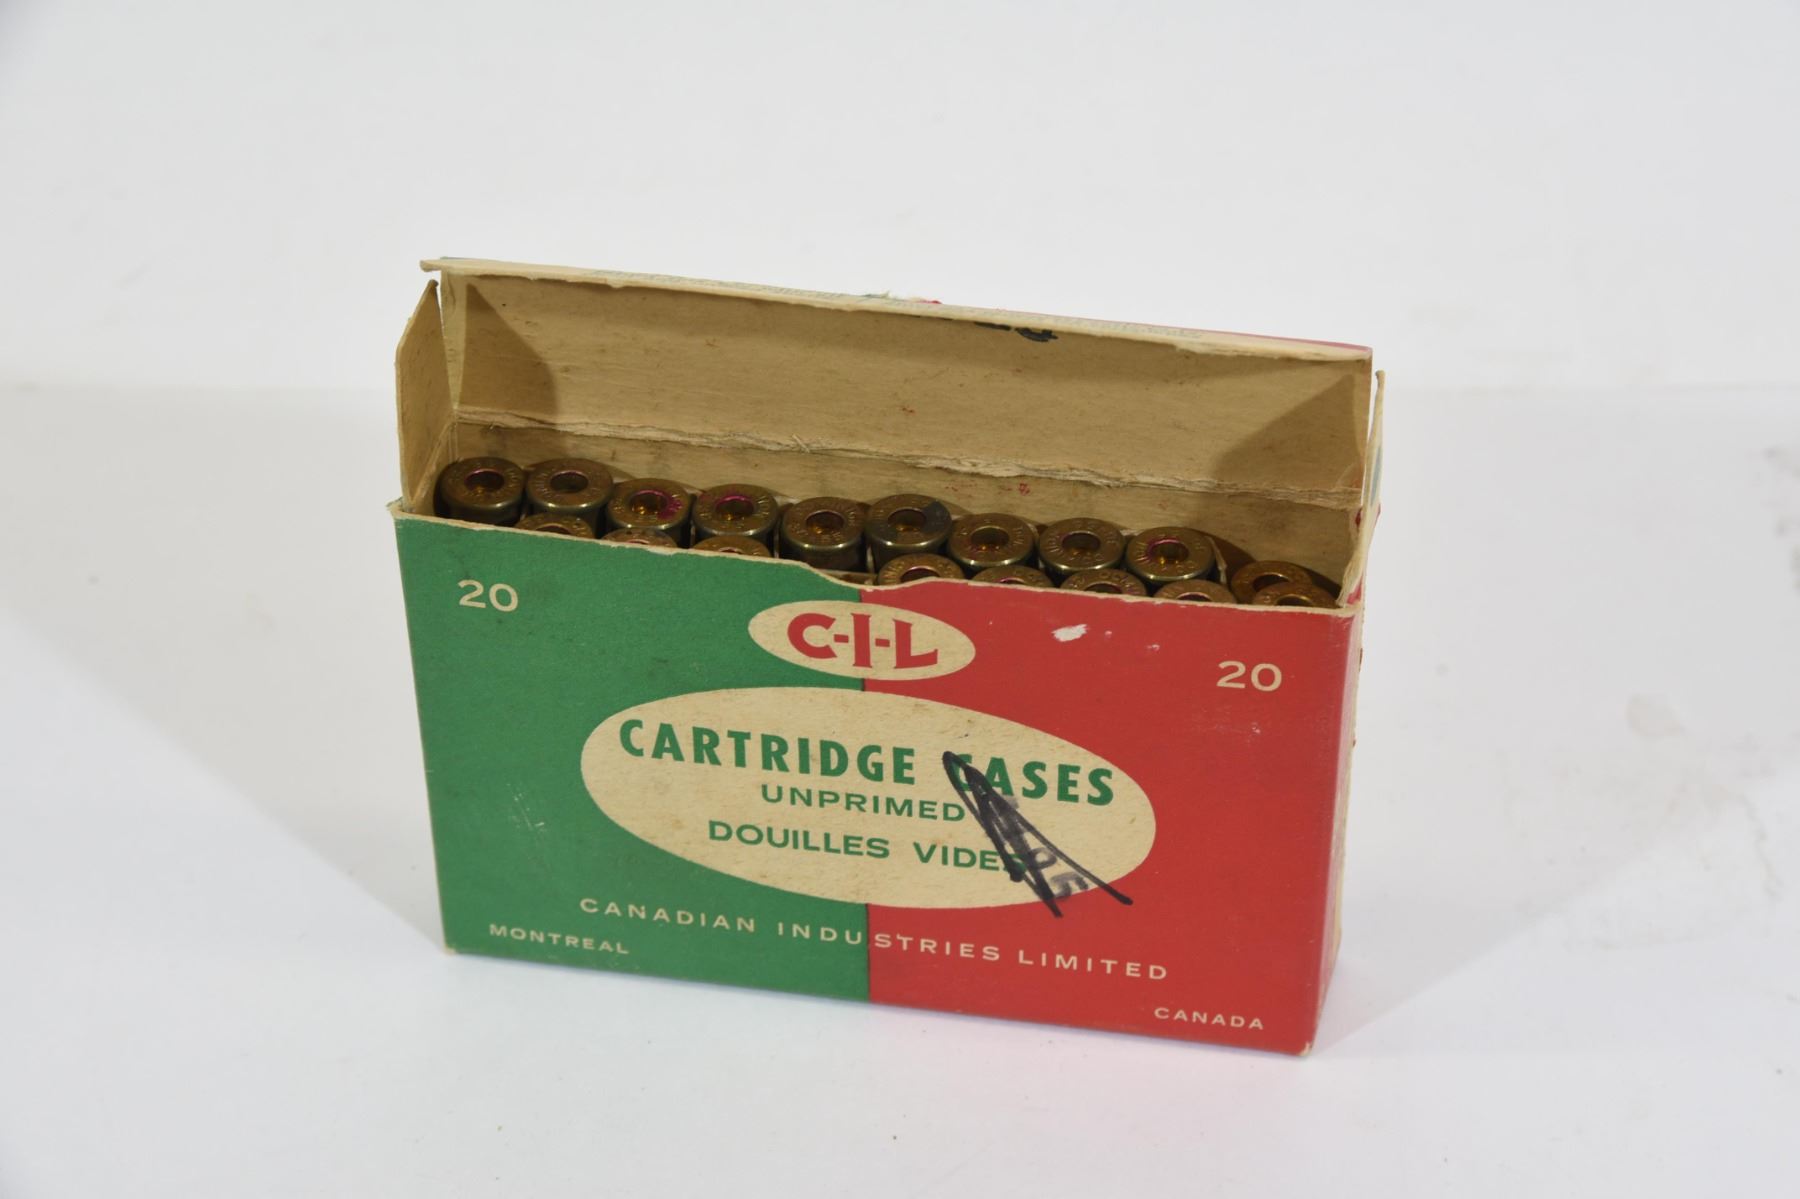 20
C-I-L
20
CARTRIDGE CASES
UNPRIMED
DOUILLES VIDES
CANADIAN INDUSTRIES LIMITED
MONTREAL
CANADA